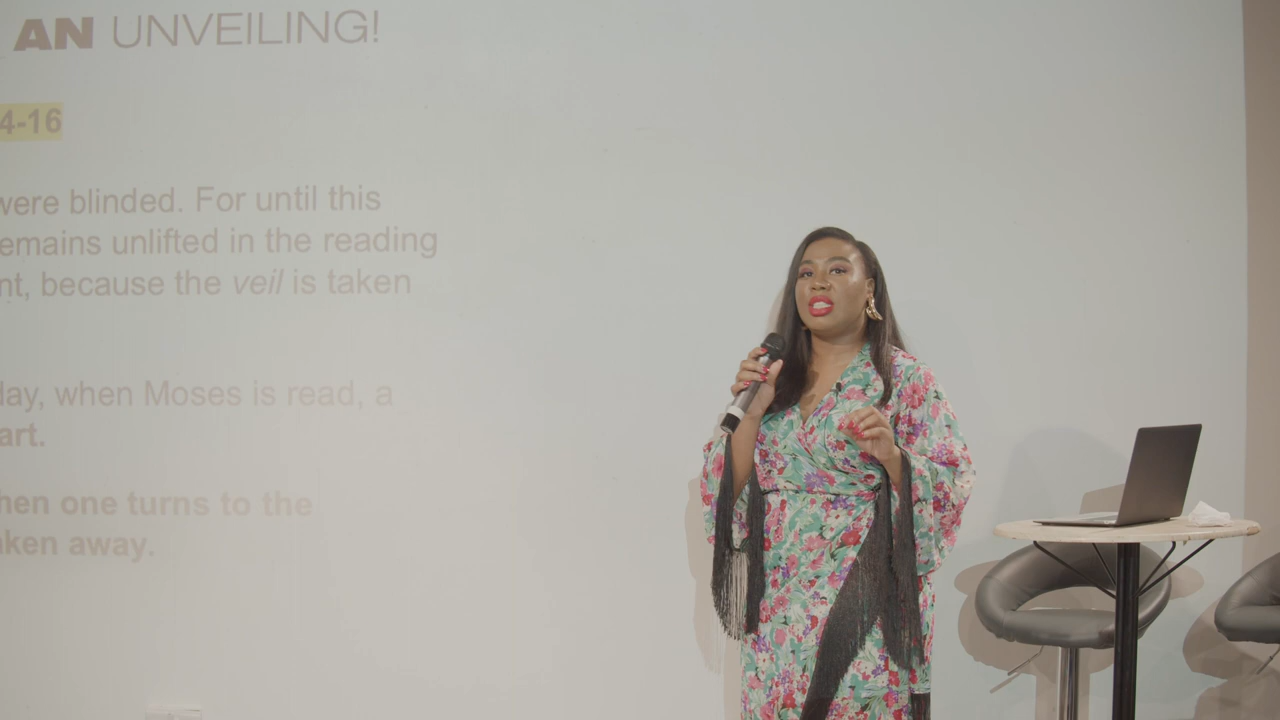 AN UNVEILING!
4-16
were blinded. For until this
emains unlifted in the reading
nt, because the veil is taken
day, when Moses is read, a
art.
hen one turns to the
ken away.